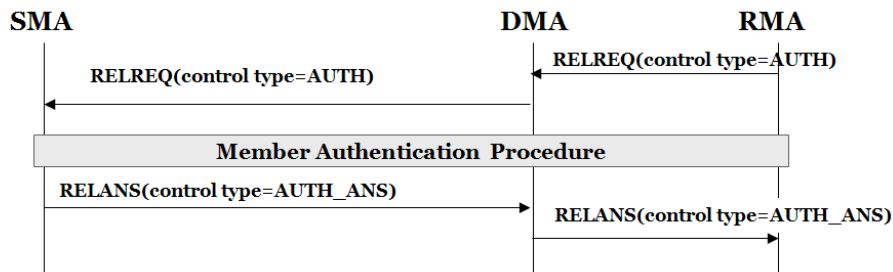 SMA
DMA
RMA
RELREQ(control type=AUTH)
RELREQ(control type=AUTH)
Member Authentication Procedure
RELANS(control type=AUTH_ANS)
RELANS(control type=AUTH_ANS)